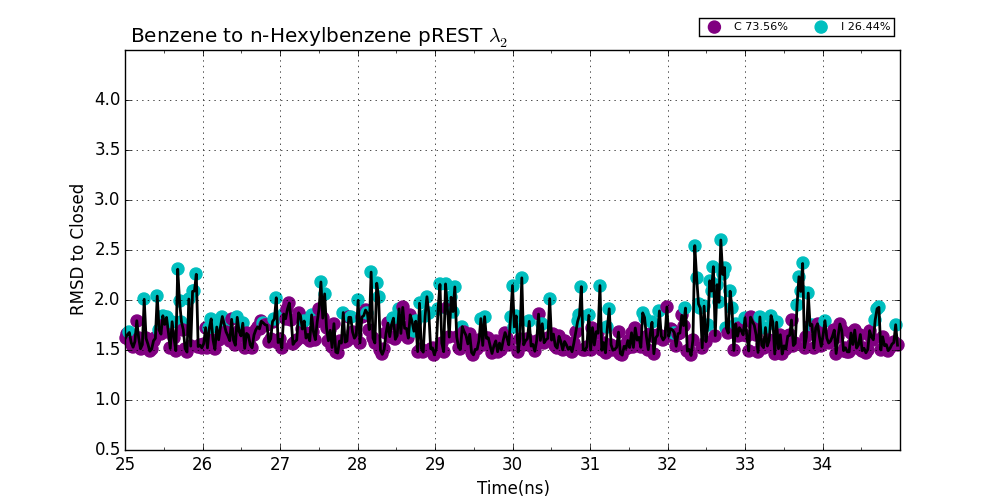 Benzene to n-Hexylbenzene pREST λ₂
C 73.56% I 26.44%
RMSD to Closed
4.0
3.5
3.0
2.5
2.0
1.5
1.0
0.5
25 26 27 28 29 30 31 32 33 34
Time(ns)